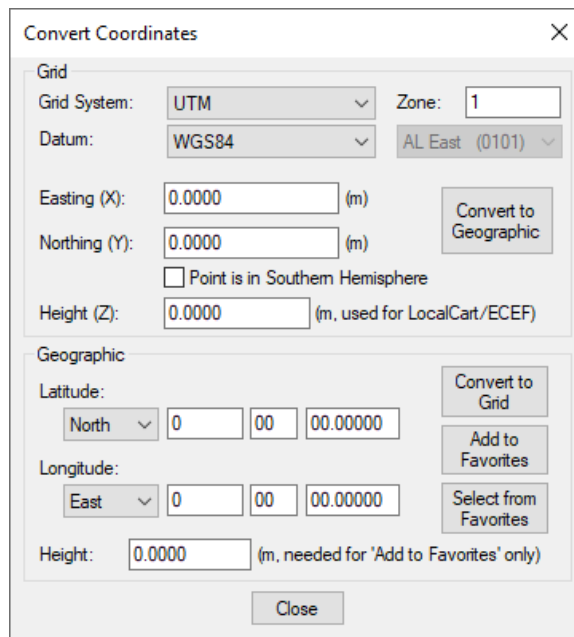 Convert Coordinates
Grid
Grid System: UTM Zone: 1
Datum: WGS84 AL East (0101)
Easting (X): 0.0000 (m)
Convert to
Geographic
Northing (Y): 0.0000 (m)
Point is in Southern Hemisphere
Height (Z): 0.0000 (m, used for LocalCart/ECEF)
Geographic
Latitude:
North 0 00 00.00000
Convert to
Grid
Add to
Favorites
Longitude:
East 0 00 00.00000
Select from
Favorites
Height: 0.0000 (m, needed for 'Add to Favorites' only)
Close